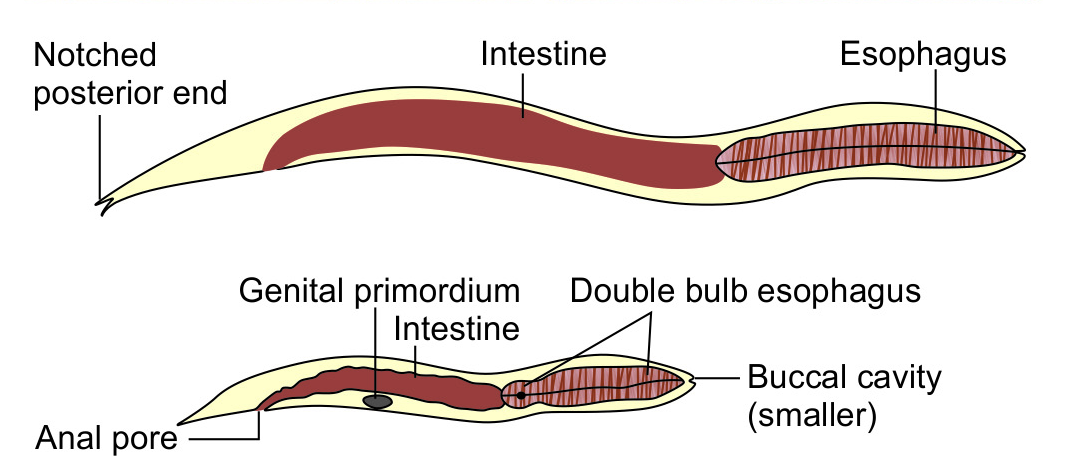 Notched
posterior end
Intestine
Esophagus
Genital primordium
Intestine
Double bulb esophagus
Buccal cavity
(smaller)
Anal pore